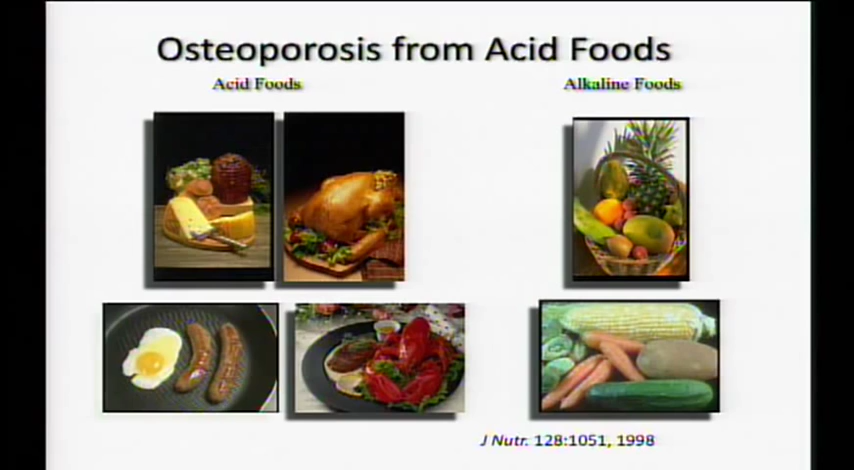 Osteoporosis from Acid Foods
Acid Foods
Alkaline Foods
J Nutr. 128:1051, 1998